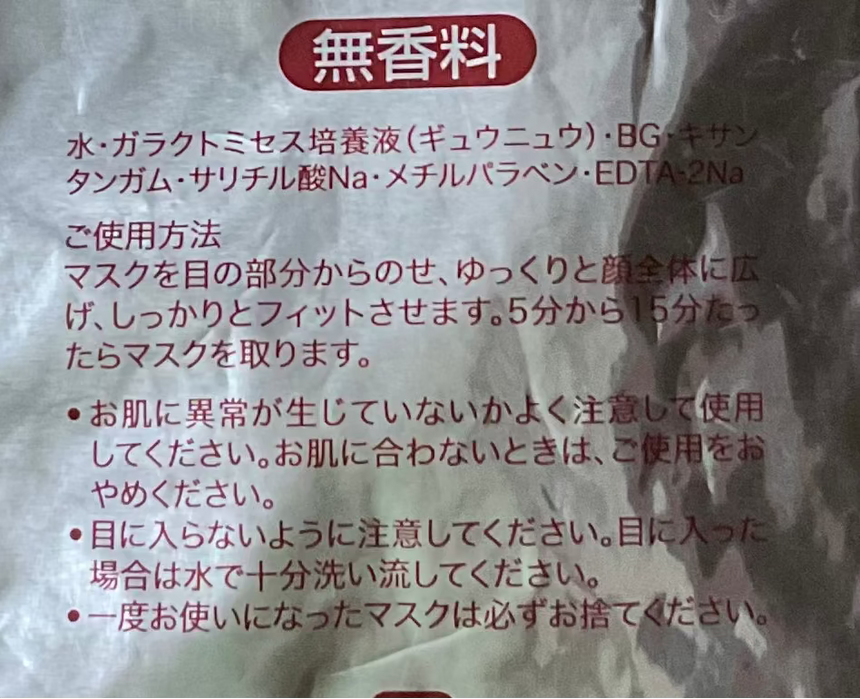 無香料
水・ガラクトミセス培養液(ギュウニュウ)・BG・キサン
タンガム・サリチル酸Na・メチルパラベン・EDTA-2Na
ご使用方法
マスクを目の部分からのせ、ゆっくりと顔全体に広
げ、しっかりとフィットさせます。5分から15分たっ
たらマスクを取ります。
•お肌に異常が生じていないかよく注意して使用
してください。お肌に合わないときは、ご使用をお
やめください。
•目に入らないように注意してください。目に入った
場合は水で十分洗い流してください。
•一度お使いになったマスクは必ずお捨てください。